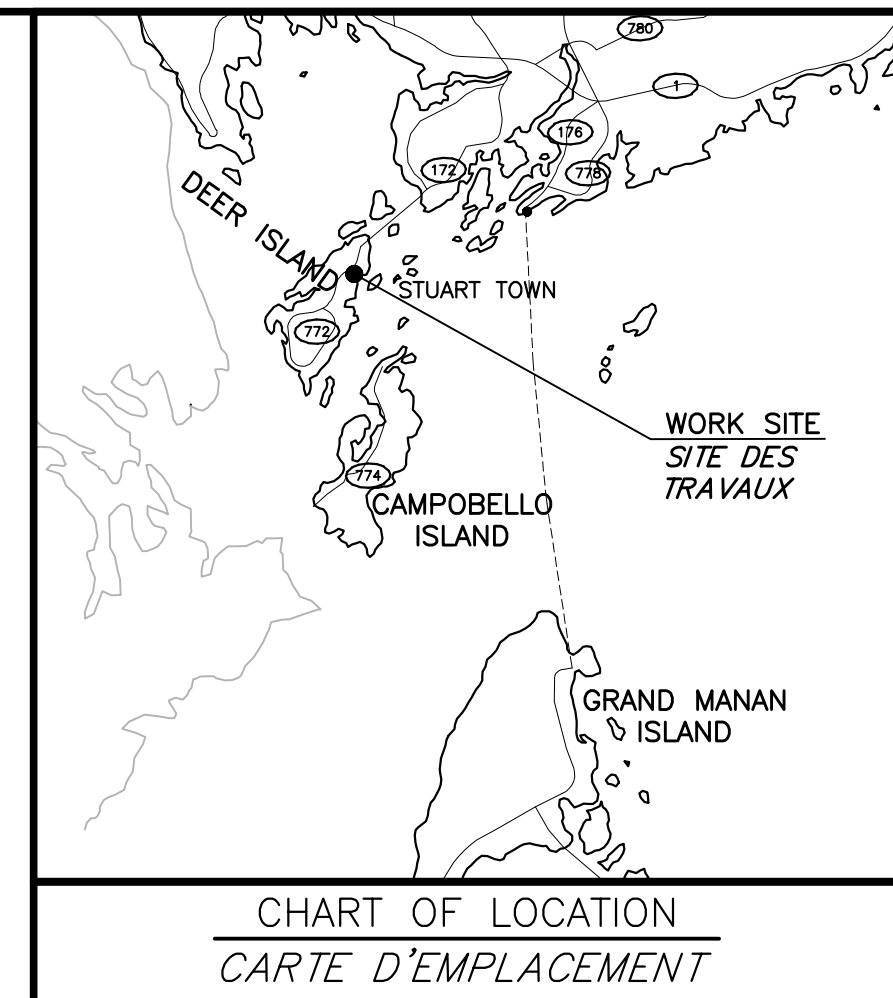 780
1
176
172
778
DEER ISLAND
STUART TOWN
772
WORK SITE
SITE DES
TRAVAUX
774
CAMPOBELLO
ISLAND
GRAND MANAN
ISLAND
CHART OF LOCATION
CARTE D'EMPLACEMENT